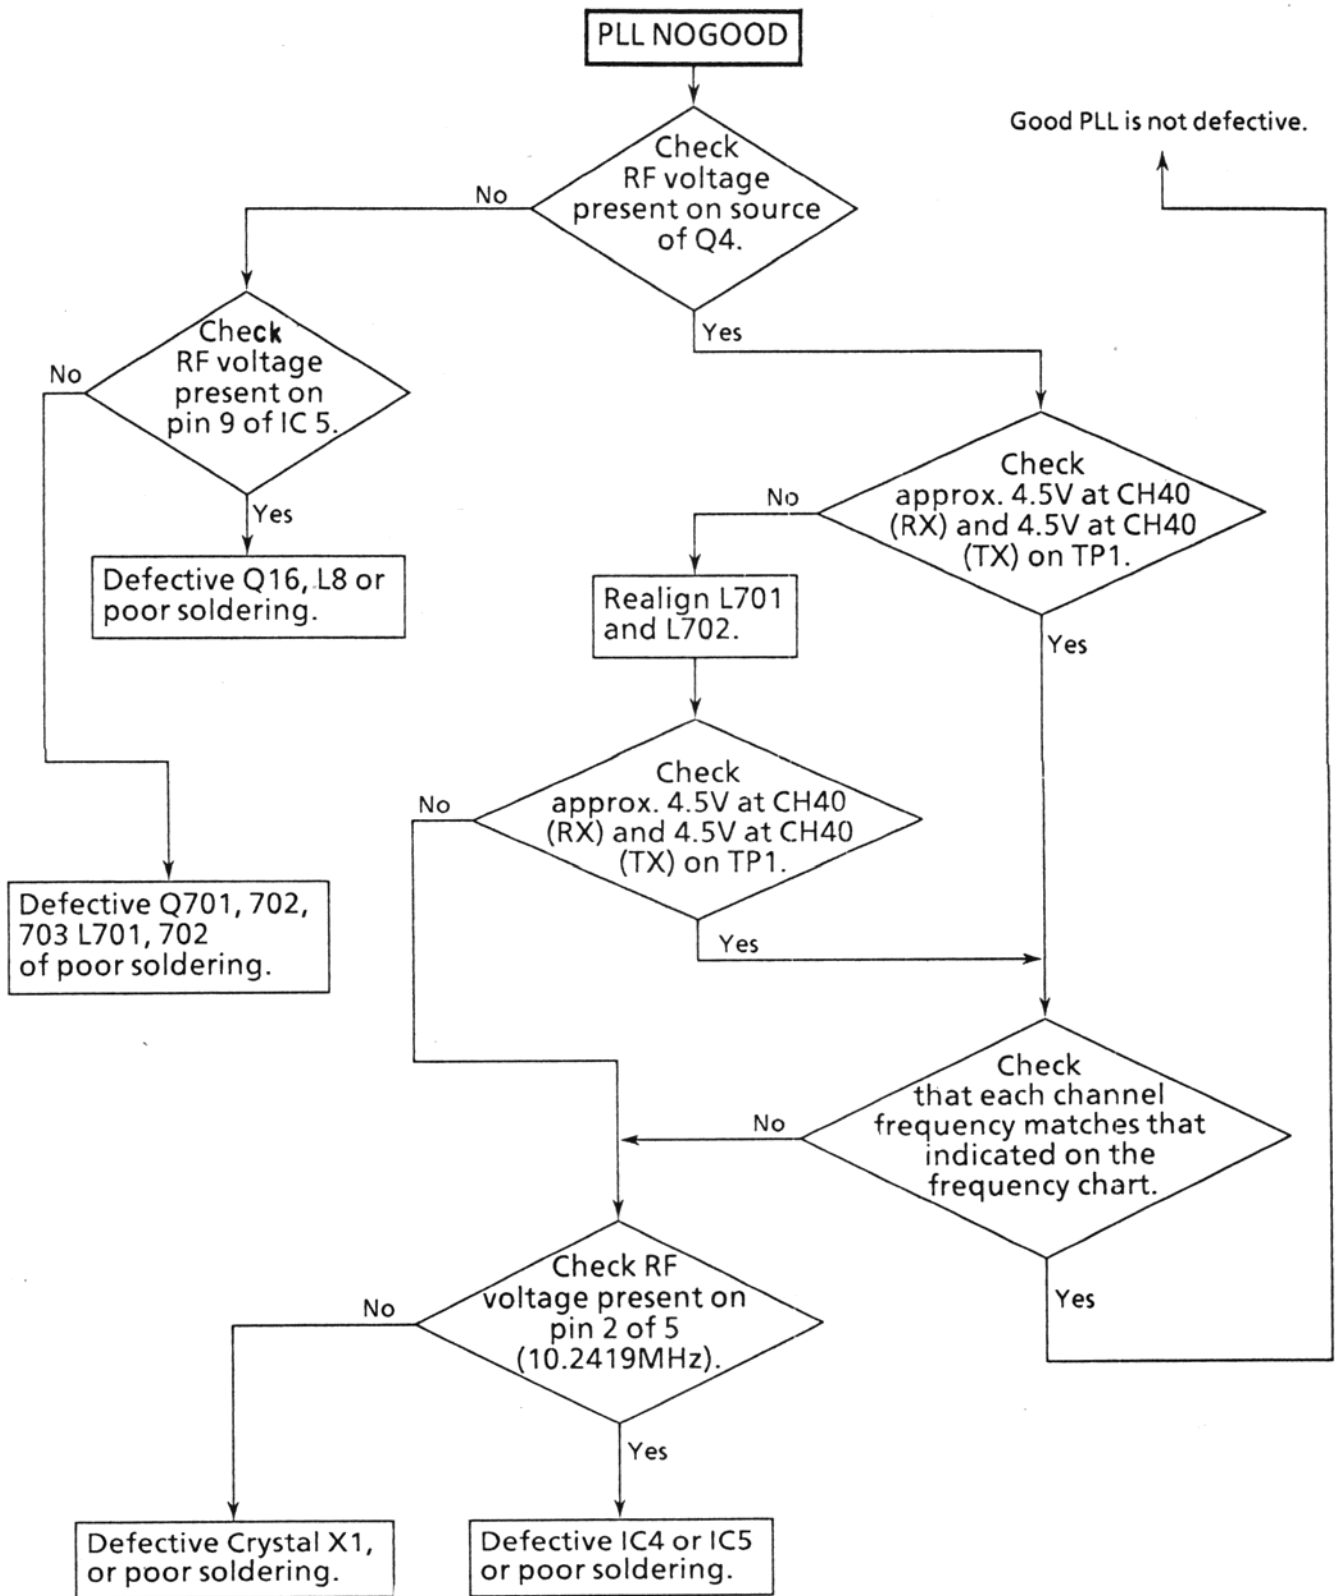 PLL NOGOOD
Good PLL is not defective.
Check
RF voltage
present on source
of Q4.
No
Yes
Check
RF voltage
present on
pin 9 of IC 5.
No
Yes
Defective Q16, L8 or
poor soldering.
Defective Q701, 702,
703 L701, 702
of poor soldering.
Check
approx. 4.5V at CH40
(RX) and 4.5V at CH40
(TX) on TP1.
No
Yes
Realign L701
and L702.
Check
approx. 4.5V at CH40
(RX) and 4.5V at CH40
(TX) on TP1.
No
Yes
Check
that each channel
frequency matches that
indicated on the
frequency chart.
No
Yes
Check RF
voltage present on
pin 2 of 5
(10.2419MHz).
No
Yes
Defective Crystal X1,
or poor soldering.
Defective IC4 or IC5
or poor soldering.